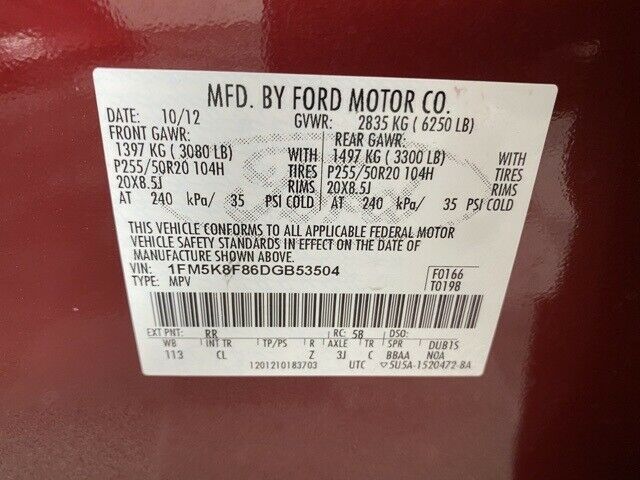 MFD. BY FORD MOTOR CO.
DATE: 10/12 GVWR: 2835 KG ( 6250 LB)
FRONT GAWR: REAR GAWR:
1397 KG ( 3080 LB) WITH 1497 KG ( 3300 LB) WITH
P255/50R20 104H TIRES P255/50R20 104H TIRES
20X8.5J RIMS 20X8.5J RIMS
AT 240 kPa/ 35 PSI COLD AT 240 kPa/ 35 PSI COLD
THIS VEHICLE CONFORMS TO ALL APPLICABLE FEDERAL MOTOR
VEHICLE SAFETY STANDARDS IN EFFECT ON THE DATE OF
MANUFACTURE SHOWN ABOVE.
VIN: 1FM5K8F86DGB53504 F0166
TYPE: MPV T0198
EXT PNT: RR RC: 58 DSO:
WB INT TR TP/PS R AXLE TR SPR DUB1S
113 CL Z 3J C BBAA NOA
1201210183703 UTC ▽5U5A-1520472-BA